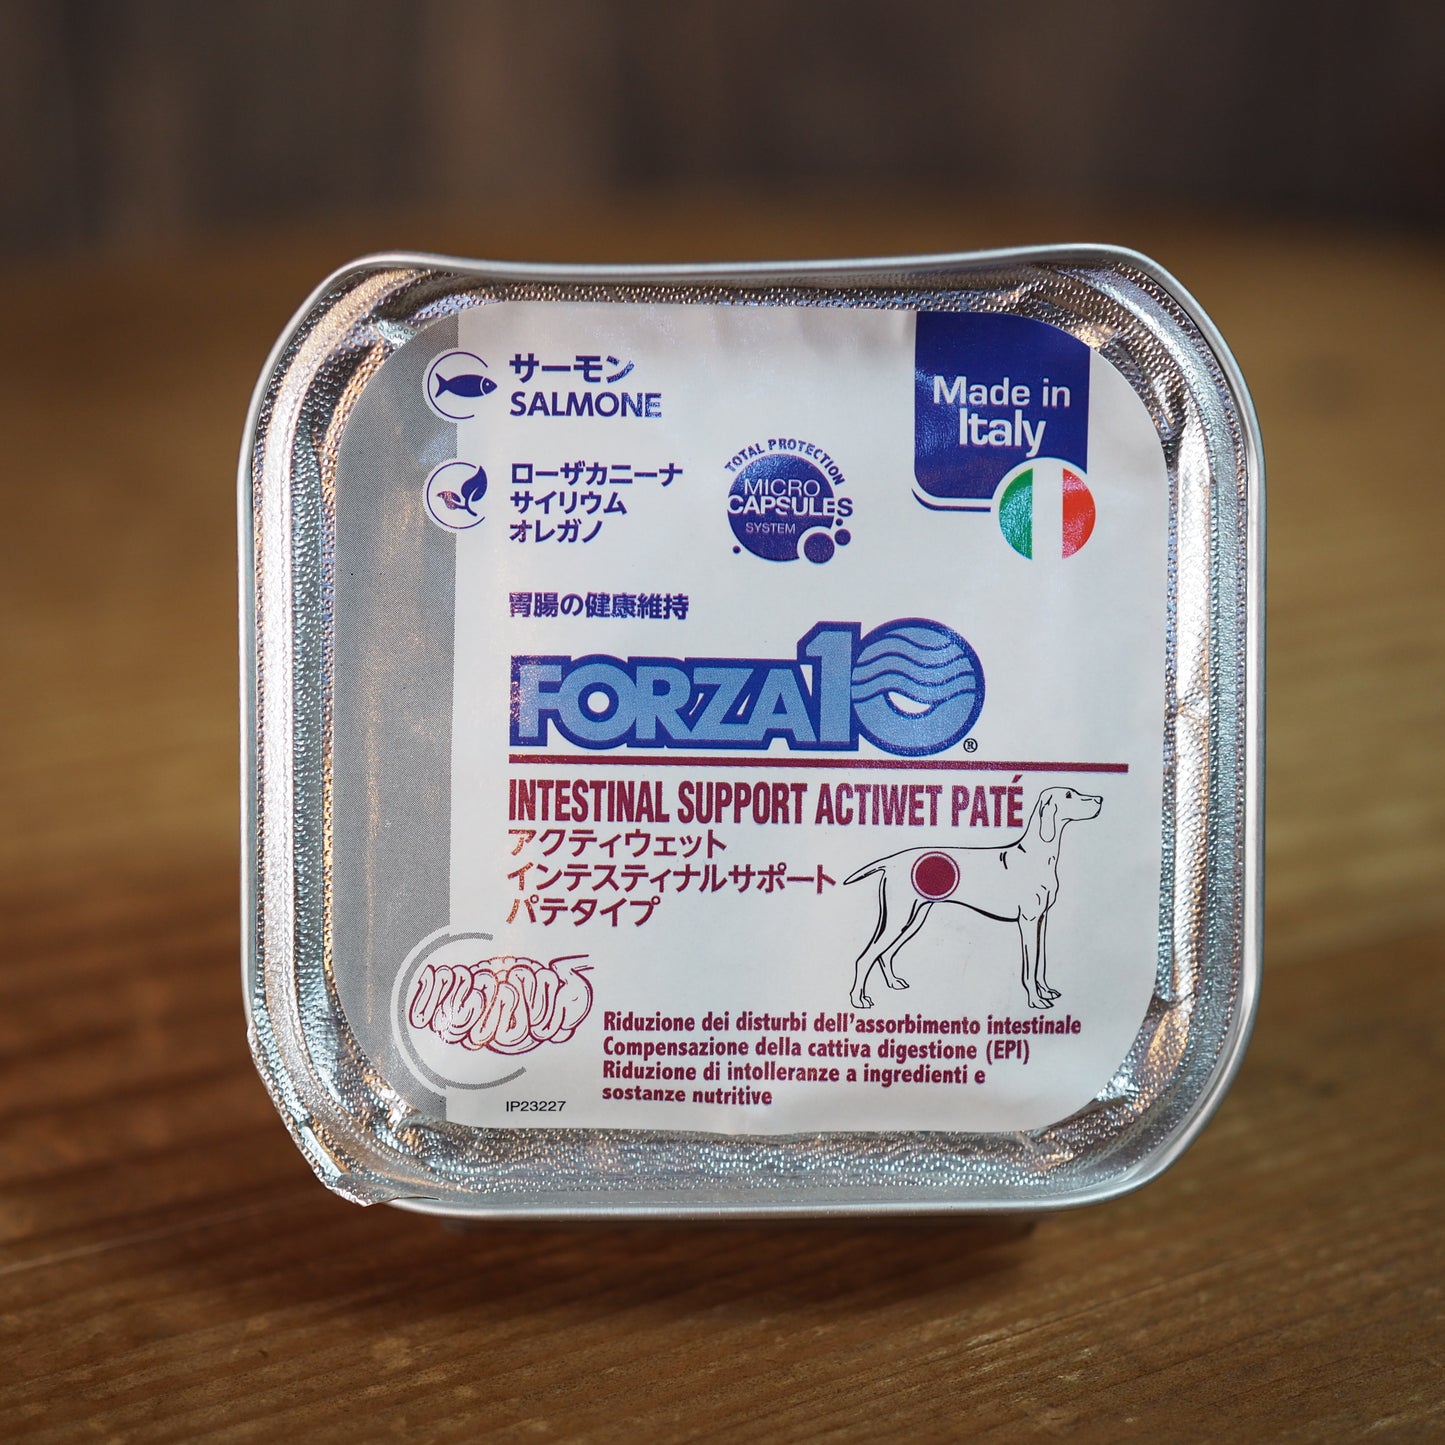 サーモン
SALMONE
ローザカニーナ
サイリウム
オレガノ
TOTAL PROTECTION
MICRO
CAPSULES
SYSTEM
Made in
Italy
胃腸の健康維持
FORZA10®
INTESTINAL SUPPORT ACTIWET PATÉ
アクティウェット
インテスティナルサポート
パテタイプ
Riduzione dei disturbi dell'assorbimento intestinale
Compensazione della cattiva digestione (EPI)
Riduzione di intolleranze a ingredienti e
sostanze nutritive
IP23227